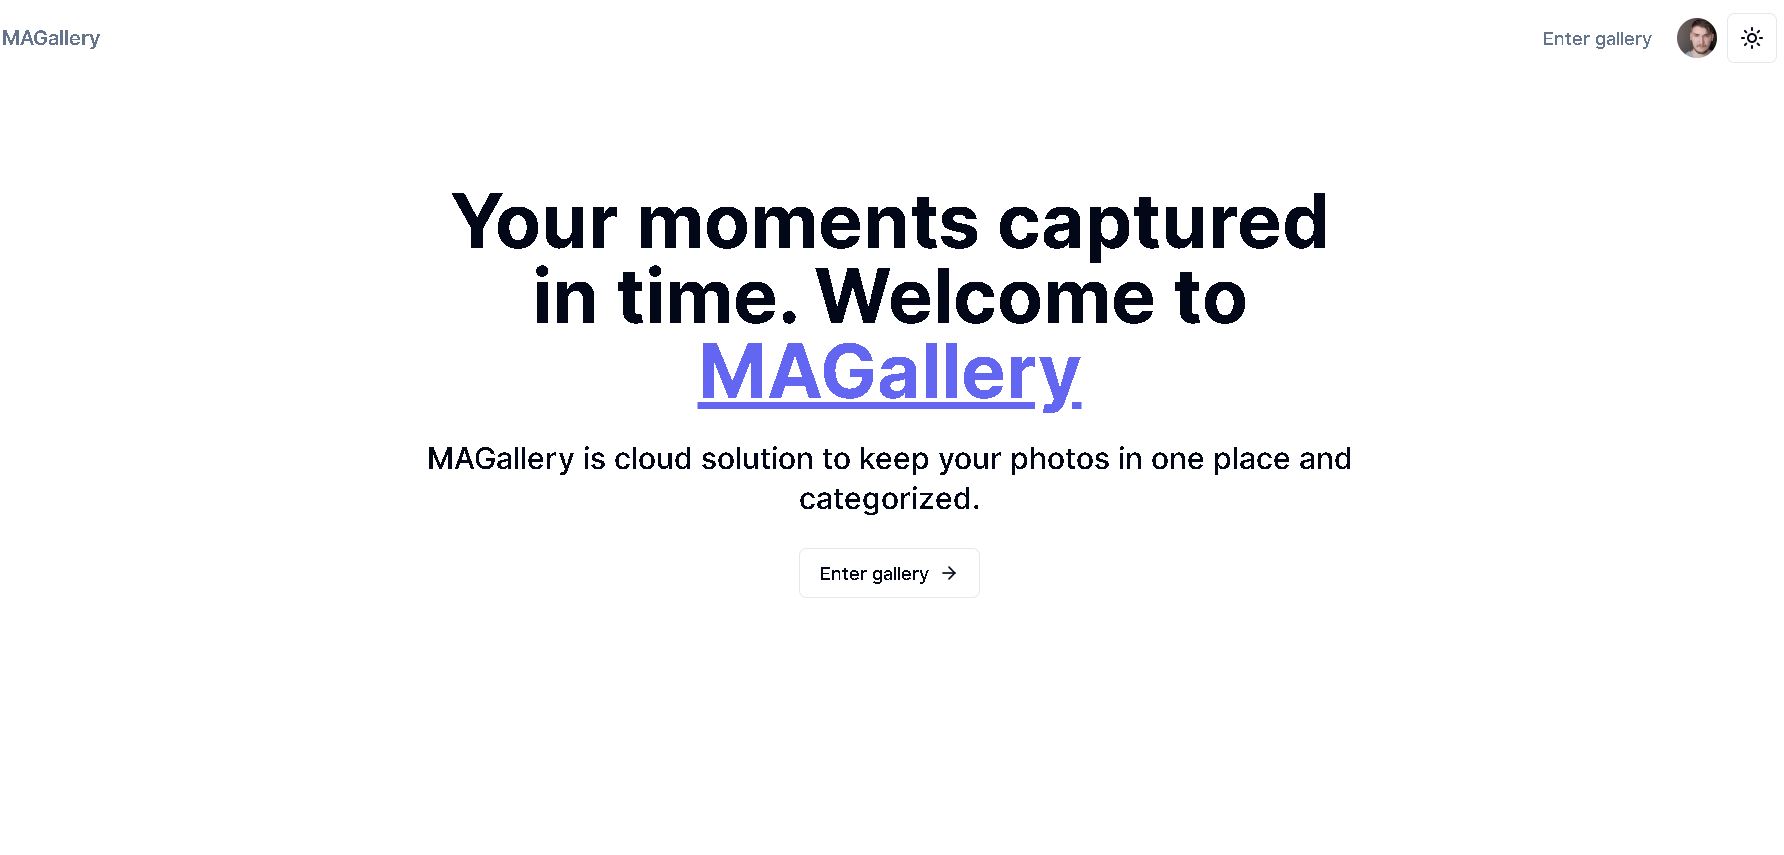 MAGallery
Enter gallery
Your moments captured
in time. Welcome to
MAGallery
MAGallery is cloud solution to keep your photos in one place and
categorized.
Enter gallery